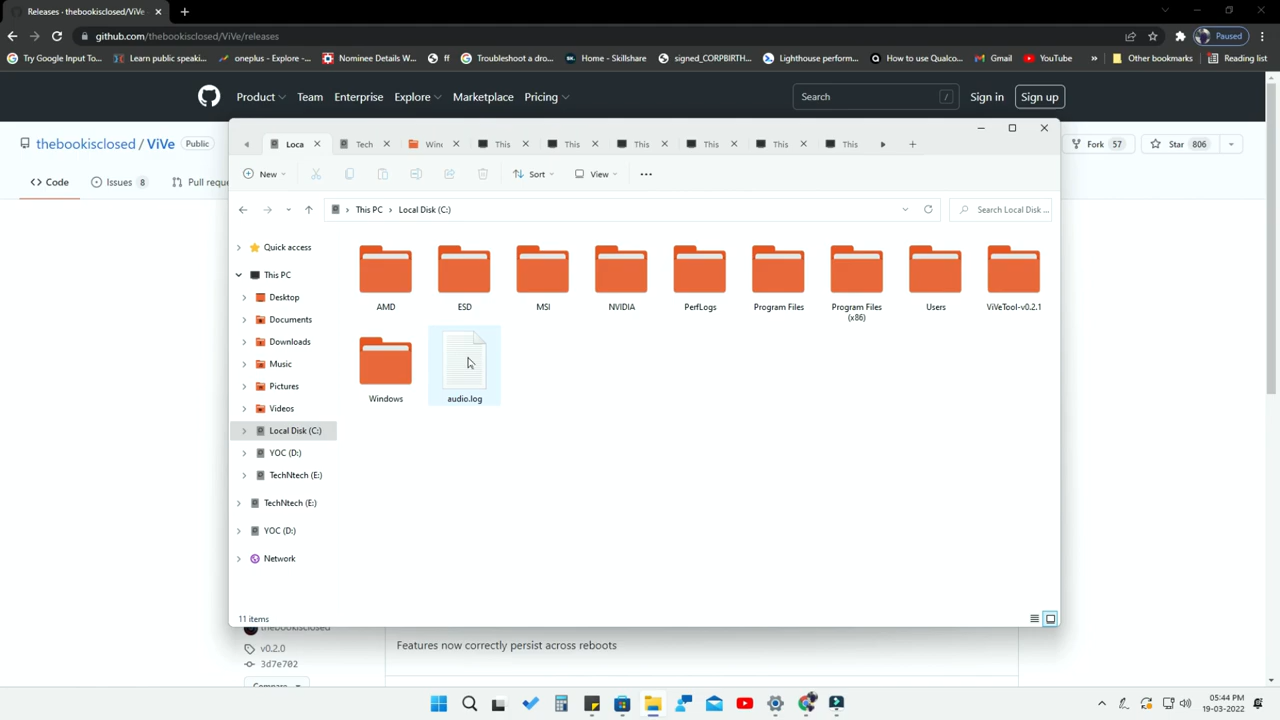 Releases · thebookisclosed/ViVe
github.com/thebookisclosed/ViVe/releases
Paused
Try Google Input To...
Learn public speaki...
oneplus - Explore -...
Nominee Details W...
ff
Troubleshoot a dro...
Home - Skillshare
signed_CORPBIRTH...
Lighthouse perform...
How to use Qualco...
Gmail
YouTube
»
Other bookmarks
Reading list
Product
Team
Enterprise
Explore
Marketplace
Pricing
Search
/
Sign in
Sign up
thebookisclosed / ViVe
Public
Fork 57
Star 806
Code
Issues 8
Pull reque
Loca
Tech
Wind
This
This
This
This
This
This
New
Sort
View
This PC
Local Disk (C:)
Search Local Disk ...
Quick access
This PC
Desktop
Documents
Downloads
Music
Pictures
Videos
Local Disk (C:)
YOC (D:)
TechNtech (E:)
TechNtech (E:)
YOC (D:)
Network
AMD
ESD
MSI
NVIDIA
PerfLogs
Program Files
Program Files
(x86)
Users
ViVeTool-v0.2.1
Windows
audio.log
11 items
thebookisclosed
v0.2.0
3d7e702
Compare
Features now correctly persist across reboots
05:44 PM
19-03-2022